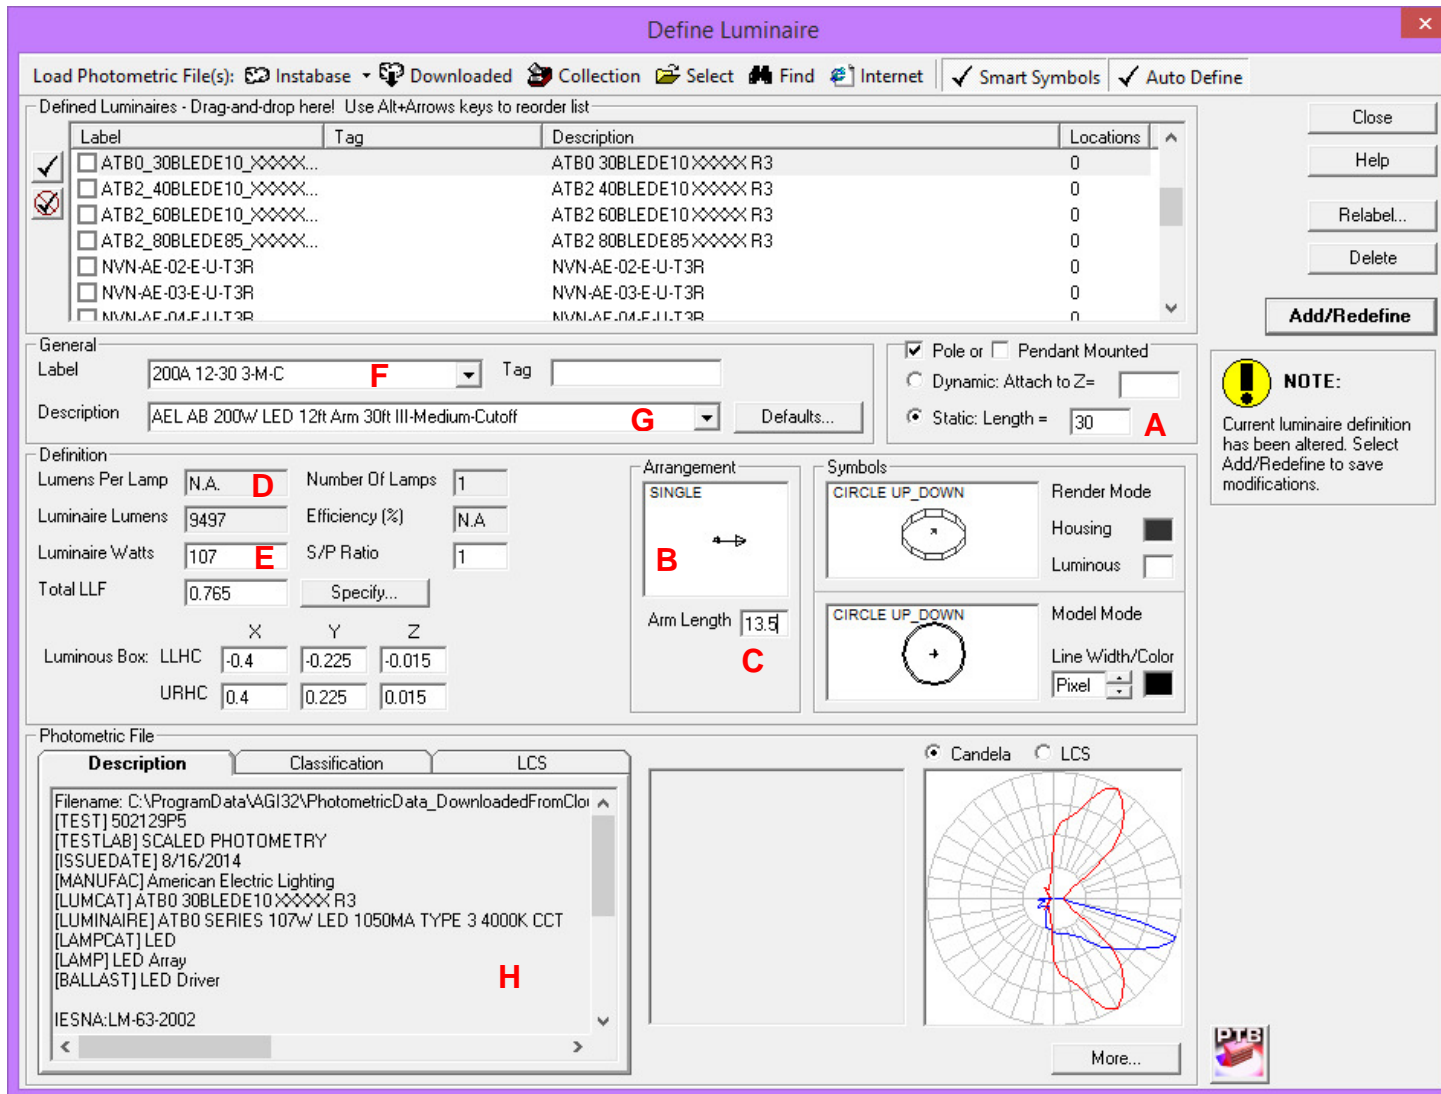 Define Luminaire
Load Photometric File(s): Instabase Downloaded Collection Select Find Internet Smart Symbols Auto Define
Defined Luminaires - Drag-and-drop here! Use Alt+Arrows keys to reorder list
Label Tag Description Locations
ATB0_30BLEDE10_XXXXX... ATB0 30BLEDE10 XXXXX R3 0
ATB2_40BLEDE10_XXXXX... ATB2 40BLEDE10 XXXXX R3 0
ATB2_60BLEDE10_XXXXX... ATB2 60BLEDE10 XXXXX R3 0
ATB2_80BLEDE85_XXXXX... ATB2 80BLEDE85 XXXXX R3 0
NVN-AE-02-E-U-T3R NVN-AE-02-E-U-T3R 0
NVN-AE-03-E-U-T3R NVN-AE-03-E-U-T3R 0
NVN-AE-04-E-U-T3R NVN-AE-04-E-U-T3R 0
Close
Help
Relabel...
Delete
Add/Redefine
NOTE:
Current luminaire definition
has been altered. Select
Add/Redefine to save
modifications.
General
Label 200A 12-30 3-M-C F Tag
Description AEL AB 200W LED 12ft Arm 30ft III-Medium-Cutoff G Defaults...
Pole or Pendant Mounted
Dynamic: Attach to Z=
Static: Length = 30 A
Definition
Lumens Per Lamp N.A. D Number Of Lamps 1
Luminaire Lumens 9497 Efficiency (%) N.A
Luminaire Watts 107 E S/P Ratio 1
Total LLF 0.765 Specify...
X Y Z
Luminous Box: LLHC -0.4 -0.225 -0.015
URHC 0.4 0.225 0.015
Arrangement
SINGLE
B
Arm Length 13.5
C
Symbols
CIRCLE UP_DOWN Render Mode
Housing
Luminous
CIRCLE UP_DOWN Model Mode
Line Width/Color
Pixel
Photometric File
Description Classification LCS
Filename: C:\ProgramData\AGI32\PhotometricData_DownloadedFromClou
[TEST] 502129P5
[TESTLAB] SCALED PHOTOMETRY
[ISSUEDATE] 8/16/2014
[MANUFAC] American Electric Lighting
[LUMCAT] ATB0 30BLEDE10 XXXXX R3
[LUMINAIRE] ATB0 SERIES 107W LED 1050MA TYPE 3 4000K CCT
[LAMPCAT] LED
[LAMP] LED Array
[BALLAST] LED Driver
H
IESNA:LM-63-2002
Candela LCS
More...
PTB